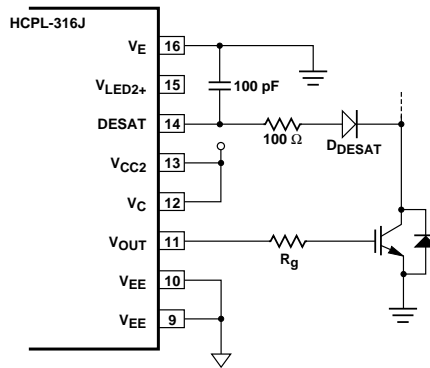 HCPL-316J
VE 16
VLED2+ 15
100 pF
DESAT 14
100 Ω
DDESAT
VCC2 13
VC 12
VOUT 11
Rg
VEE 10
VEE 9